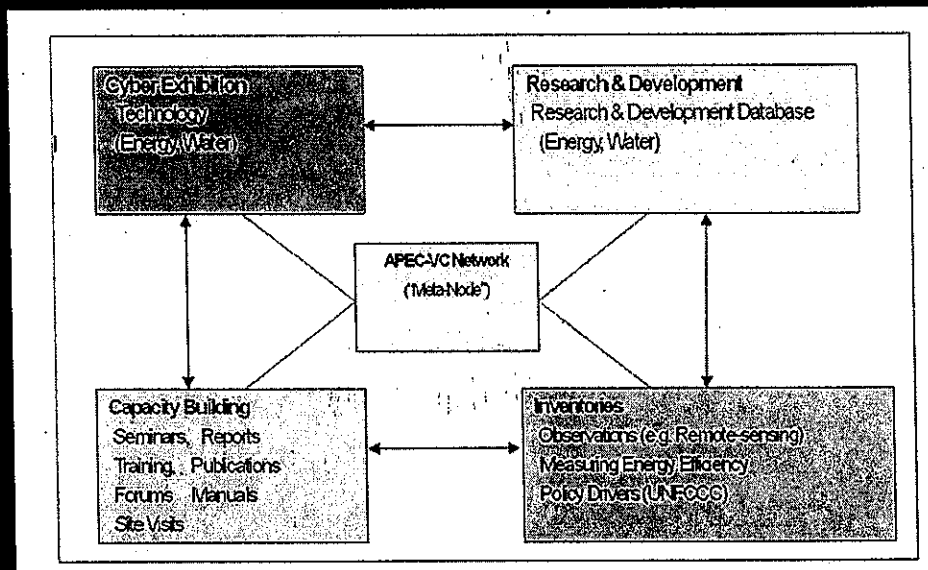 Cyber Exhibition
Technology
(Energy, Water)
Research & Development
Research & Development Database
(Energy, Water)
APEC-VC Network
("Meta-Node")
Capacity Building
Seminars, Reports
Training, Publications
Forums Manuals
Site Visits
Inventories
Observations (e.g. Remote-sensing)
Measuring Energy Efficiency
Policy Drivers (UNFCCC)